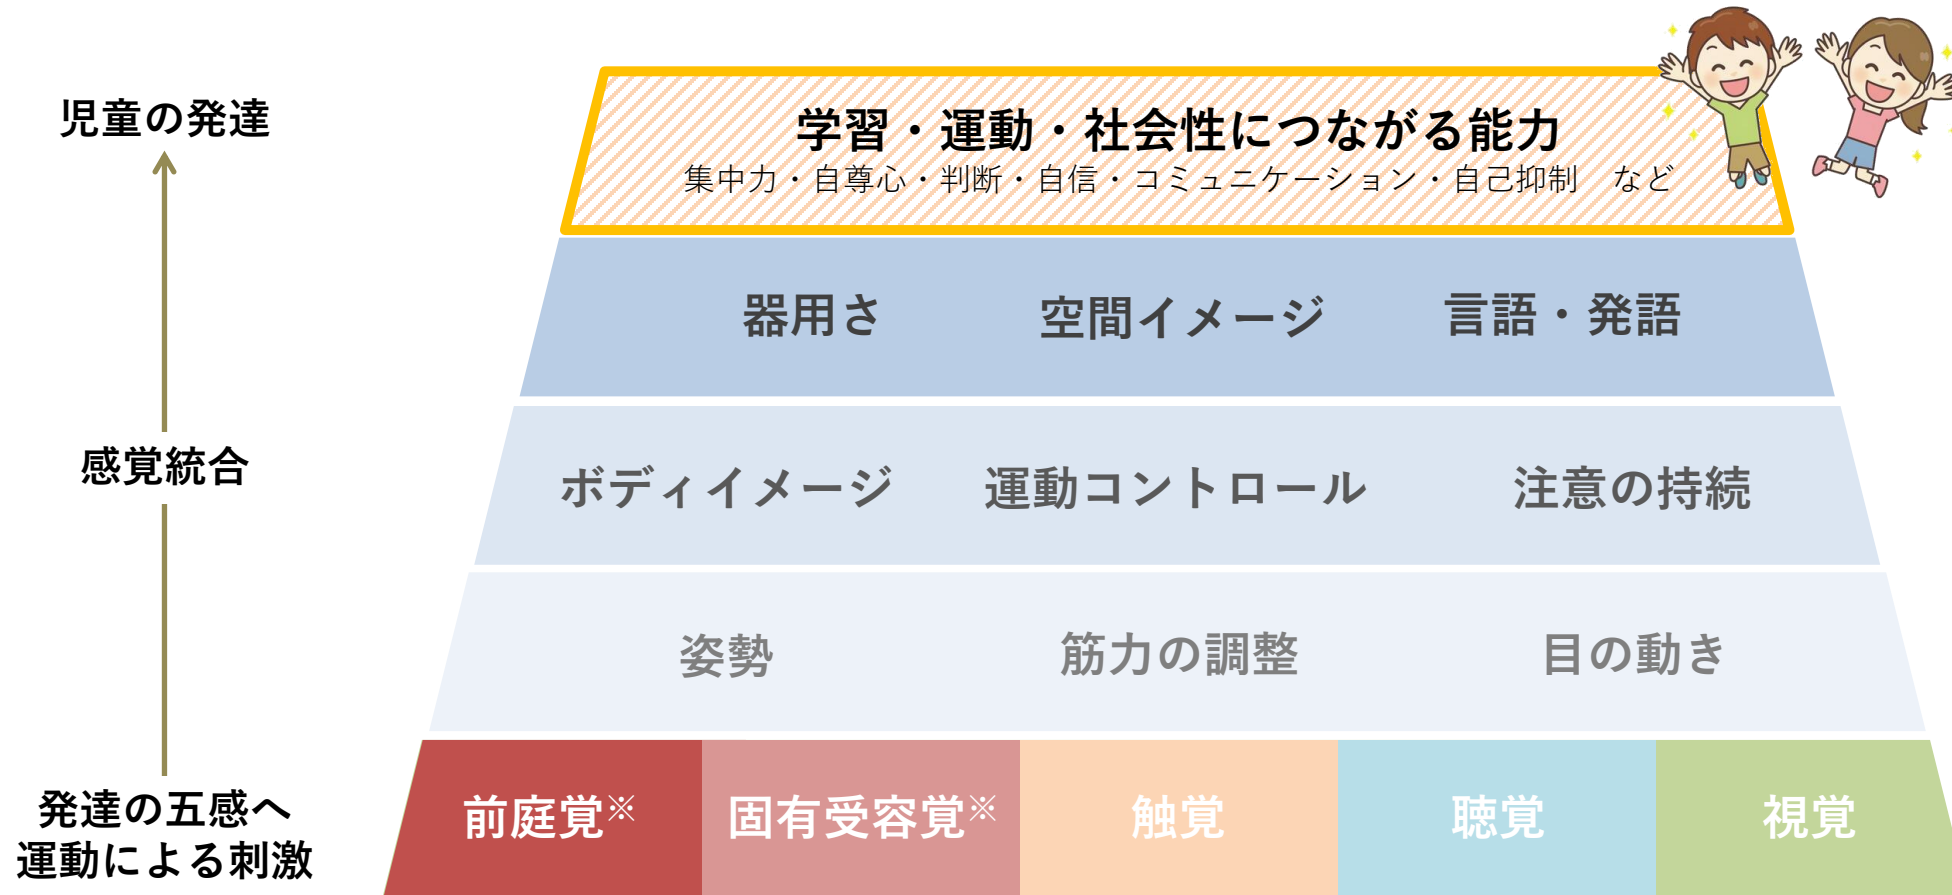 児童の発達
学習・運動・社会性につながる能力
集中力・自尊心・判断・自信・コミュニケーション・自己抑制　など
器用さ
空間イメージ
言語・発語
感覚統合
ボディイメージ
運動コントロール
注意の持続
姿勢
筋力の調整
目の動き
発達の五感へ
運動による刺激
前庭覚※
固有受容覚※
触覚
聴覚
視覚